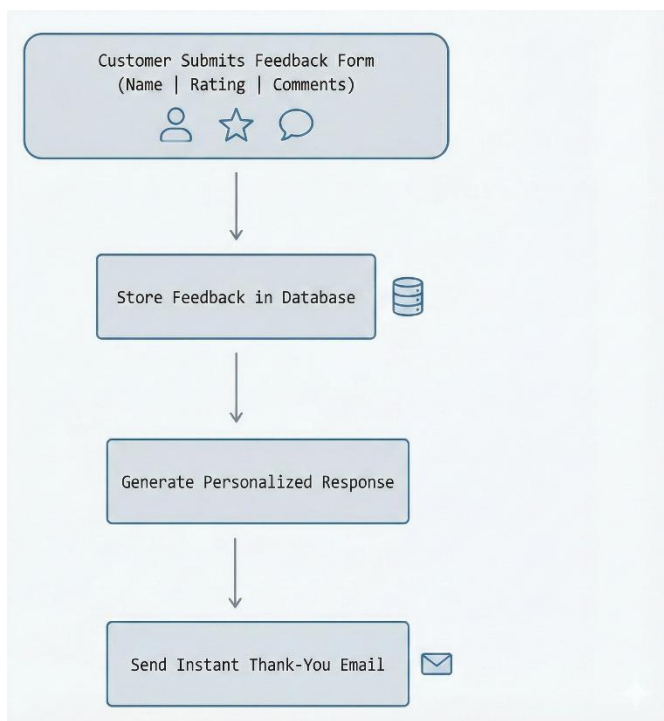 Customer Submits Feedback Form
(Name | Rating | Comments)
Store Feedback in Database
Generate Personalized Response
Send Instant Thank-You Email